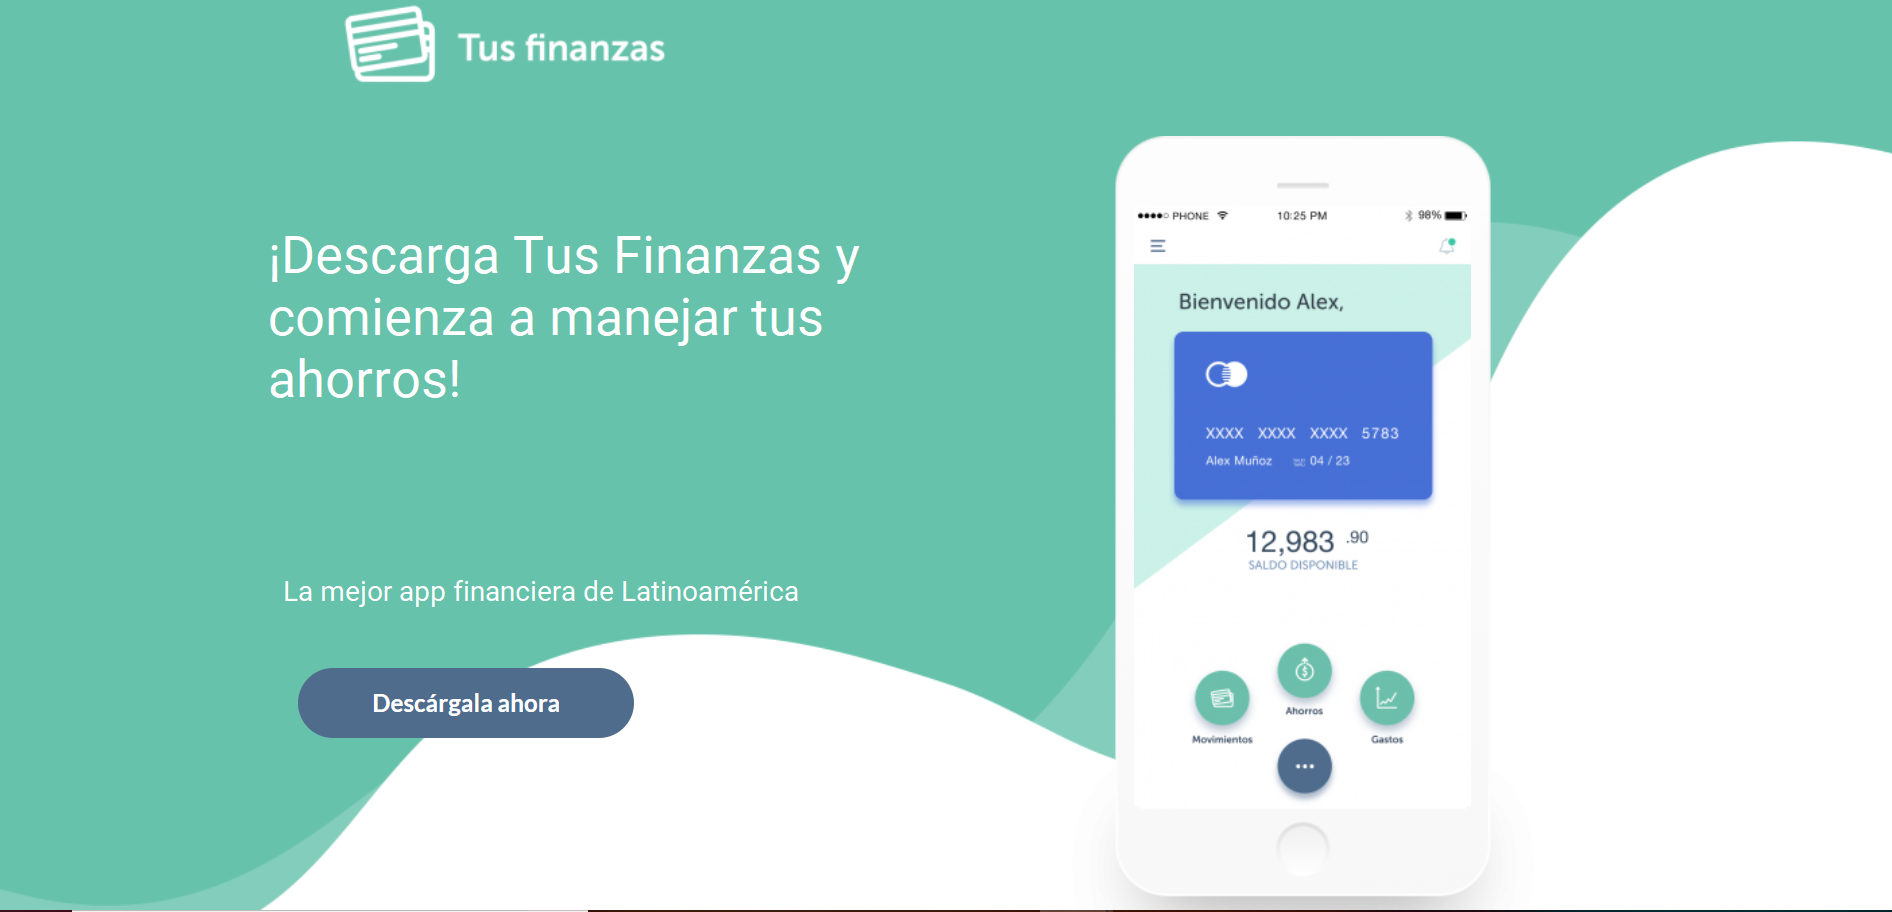 Tus finanzas
¡Descarga Tus Finanzas y
comienza a manejar tus
ahorros!
La mejor app financiera de Latinoamérica
Descárgala ahora
PHONE 10:25 PM 98%
Bienvenido Alex,
XXXX XXXX XXXX 5783
Alex Muñoz 04 / 23
12,983 .90
SALDO DISPONIBLE
Ahorros
Movimientos
Gastos